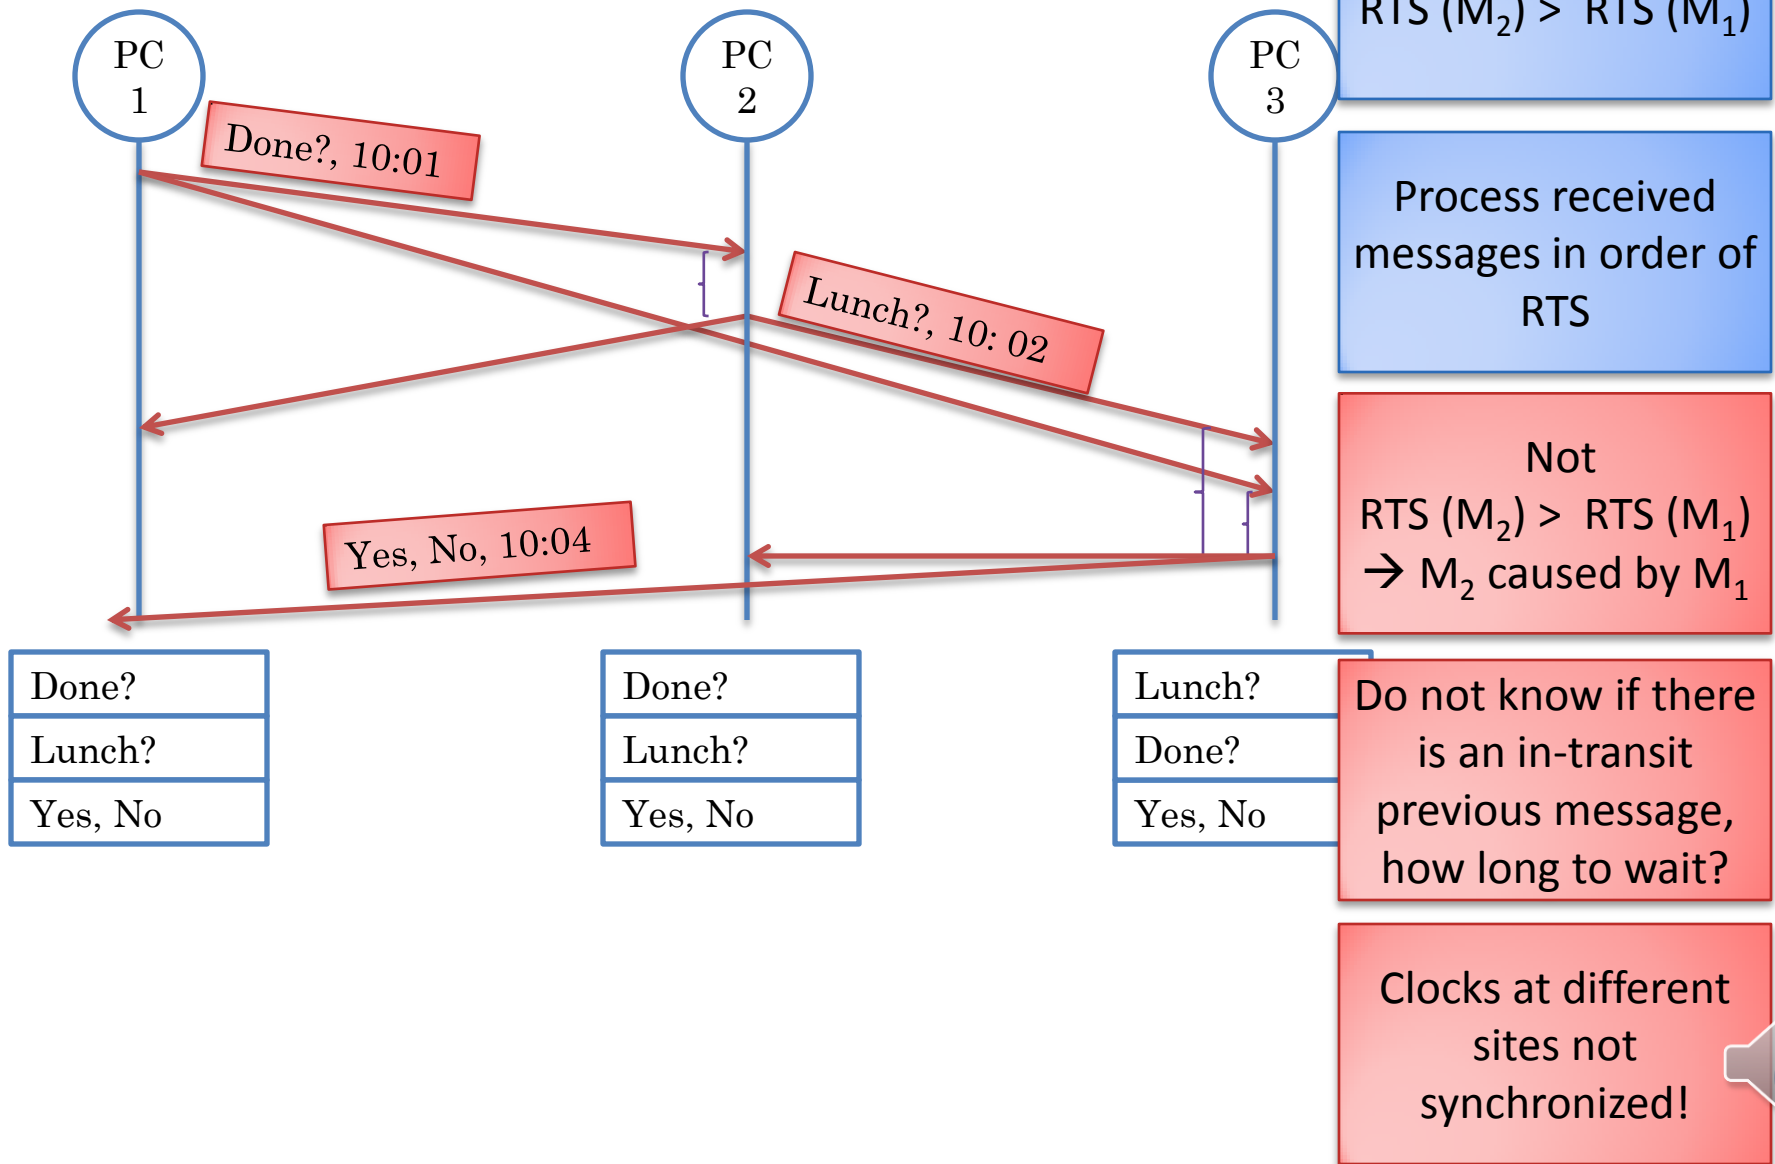 PC
1
PC
2
PC
3
RTS (M₂) > RTS (M₁)
Done?, 10:01
Process received
messages in order of
RTS
Lunch?, 10: 02
Not
RTS (M₂) > RTS (M₁)
→ M₂ caused by M₁
Yes, No, 10:04
Done?
Lunch?
Yes, No
Done?
Lunch?
Yes, No
Lunch?
Done?
Yes, No
Do not know if there
is an in-transit
previous message,
how long to wait?
Clocks at different
sites not
synchronized!